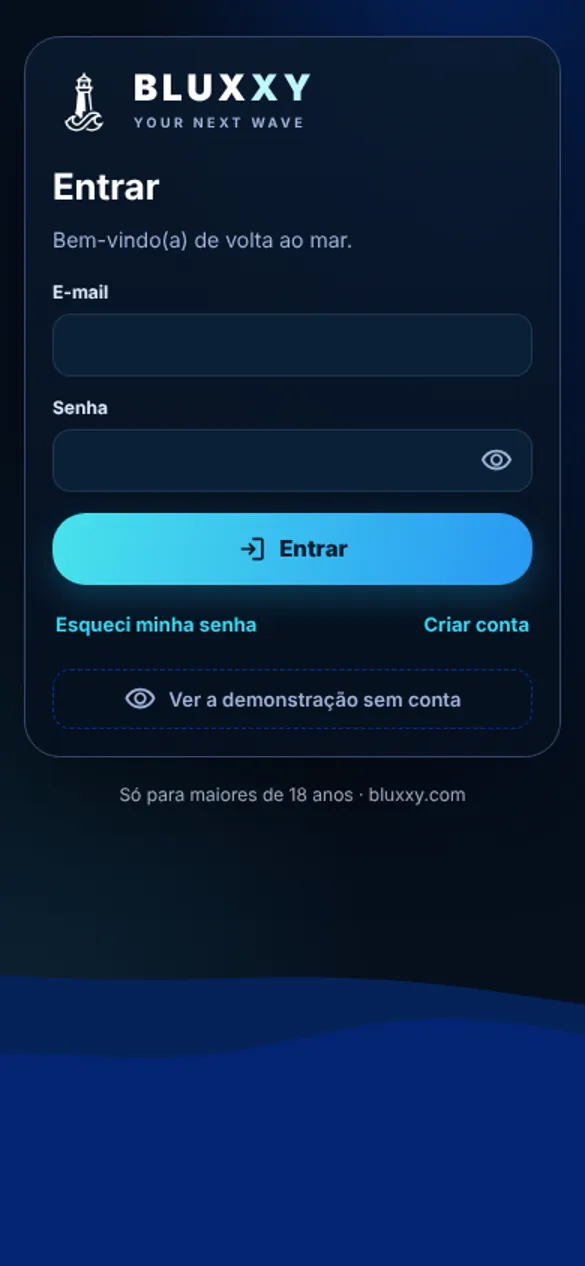 BLUXXY
YOUR NEXT WAVE
Entrar
Bem-vindo(a) de volta ao mar.
E-mail
Senha
Entrar
Esqueci minha senha
Criar conta
Ver a demonstração sem conta
Só para maiores de 18 anos · bluxxy.com